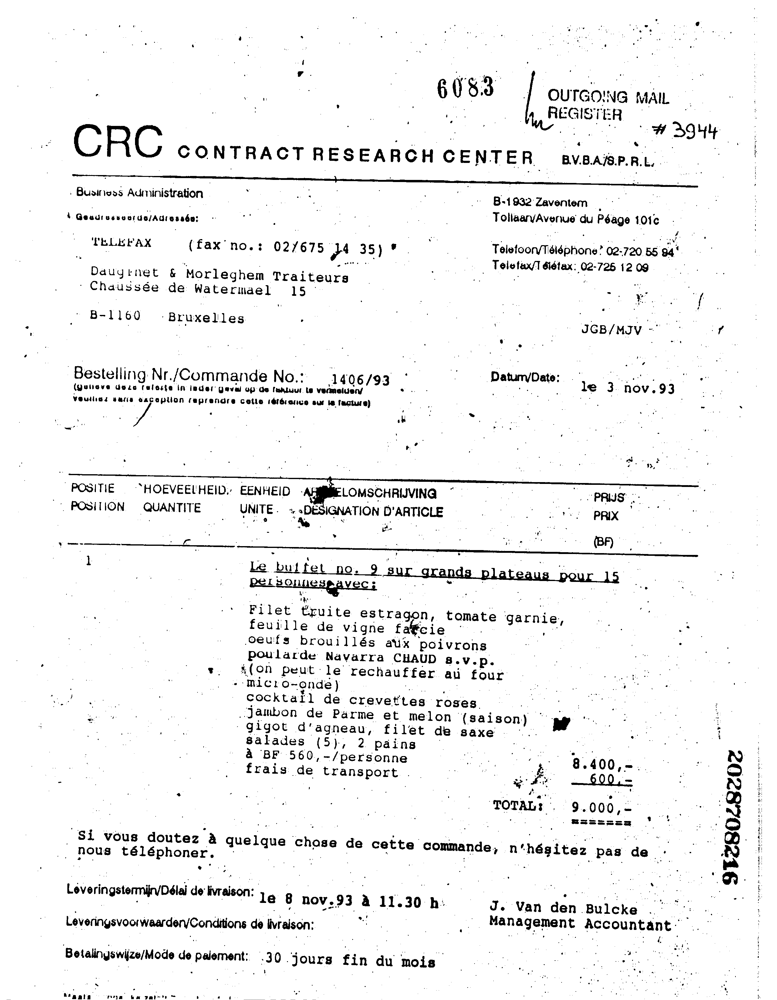 6083
OUTGOING MAIL
REGISTER
# 3944
CRC CONTRACT RESEARCH CENTER B.V.B.A./S.P.R.L.
Business Administration
B-1932 Zaventem
Geadresseerde/Adressée:
Tollaan/Avenue du Péage 101c
TELEFAX (fax no.: 02/675 14 35)
Telefoon/Téléphone: 02-720 55 94
Telefax/Téléfax: 02-725 12 09
& Morleghem Traiteurs
Chaussée de Watermael 15
B-1160 Bruxelles
JGB/MJV
Bestelling Nr./Commande No.: 1406/93
Datum/Date: le 3 nov.93
(gelieve deze referte in ieder geval op de faktuur te vermelden/
veuillez sans exception reprendre cette référence sur la facture)
POSITIE HOEVEELHEID. EENHEID ARTIKELOMSCHRIJVING PRIJS
POSITION QUANTITE UNITE DESIGNATION D'ARTICLE PRIX
(BF)
1 Le buffet no. 9 sur grands plateaus pour 15
personnes avec:
Filet truite estragon, tomate garnie,
feuille de vigne farcie
oeufs brouillés aux poivrons
poularde Navarra CHAUD s.v.p.
(on peut le rechauffer au four
micro-onde)
cocktail de crevettes roses
jambon de Parme et melon (saison)
gigot d'agneau, filet de saxe
salades (5), 2 pains
à BF 560,-/personne 8.400,-
frais de transport 600,-
TOTAL: 9.000,-
=======
Si vous doutez à quelque chose de cette commande, n'hésitez pas de
nous téléphoner.
Leveringstermijn/Délai de livraison: le 8 nov.93 à 11.30 h
J. Van den Bulcke
Management Accountant
Leveringsvoorwaarden/Conditions de livraison:
Betalingswijze/Mode de paiement: 30 jours fin du mois
2028708216